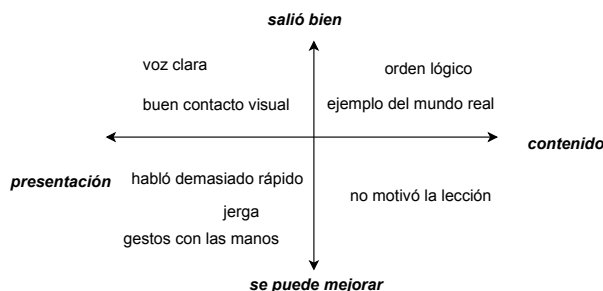 salió bien
voz clara
orden lógico
buen contacto visual
ejemplo del mundo real
contenido
presentación
habló demasiado rápido
no motivó la lección
jerga
gestos con las manos
se puede mejorar